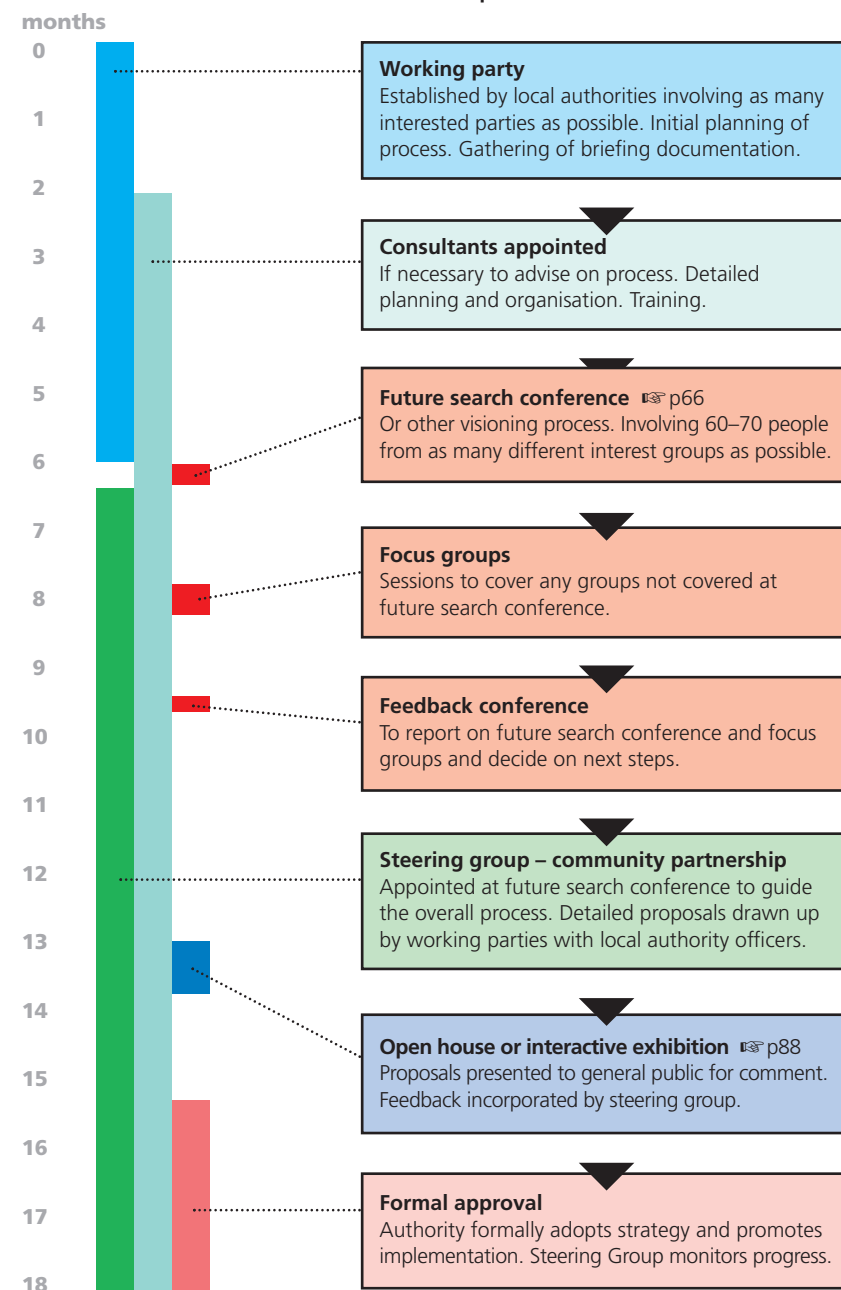 months
0
1
2
3
4
5
6
7
8
9
10
11
12
13
14
15
16
17
18
Working party
Established by local authorities involving as many
interested parties as possible. Initial planning of
process. Gathering of briefing documentation.
Consultants appointed
If necessary to advise on process. Detailed
planning and organisation. Training.
Future search conference ☞ p66
Or other visioning process. Involving 60–70 people
from as many different interest groups as possible.
Focus groups
Sessions to cover any groups not covered at
future search conference.
Feedback conference
To report on future search conference and focus
groups and decide on next steps.
Steering group – community partnership
Appointed at future search conference to guide
the overall process. Detailed proposals drawn up
by working parties with local authority officers.
Open house or interactive exhibition ☞ p88
Proposals presented to general public for comment.
Feedback incorporated by steering group.
Formal approval
Authority formally adopts strategy and promotes
implementation. Steering Group monitors progress.